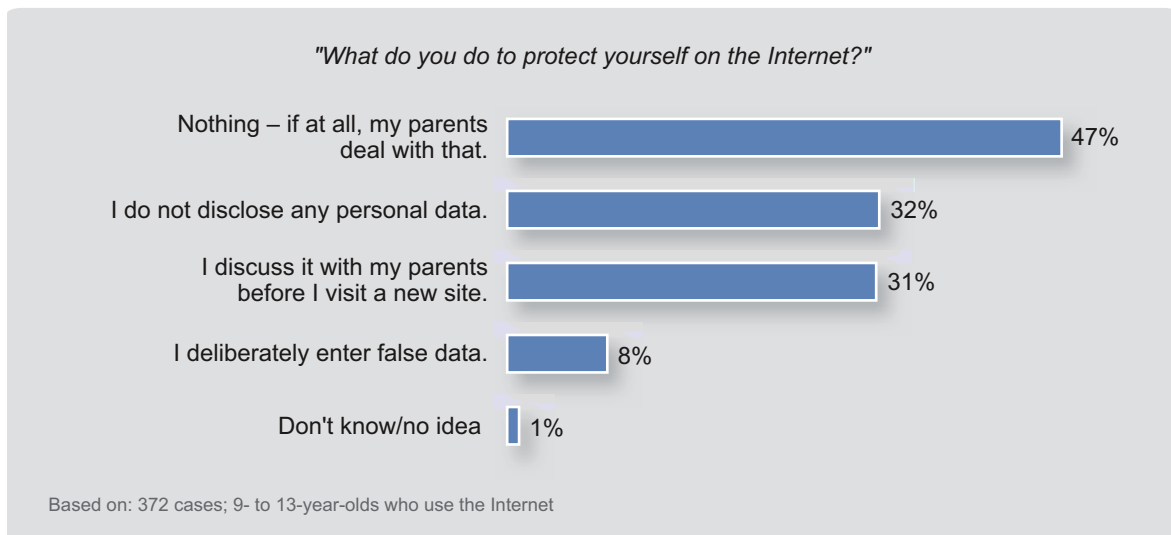 "What do you do to protect yourself on the Internet?"
Nothing – if at all, my parents
deal with that.
47%
I do not disclose any personal data.
32%
I discuss it with my parents
before I visit a new site.
31%
I deliberately enter false data.
8%
Don't know/no idea
1%
Based on: 372 cases; 9- to 13-year-olds who use the Internet